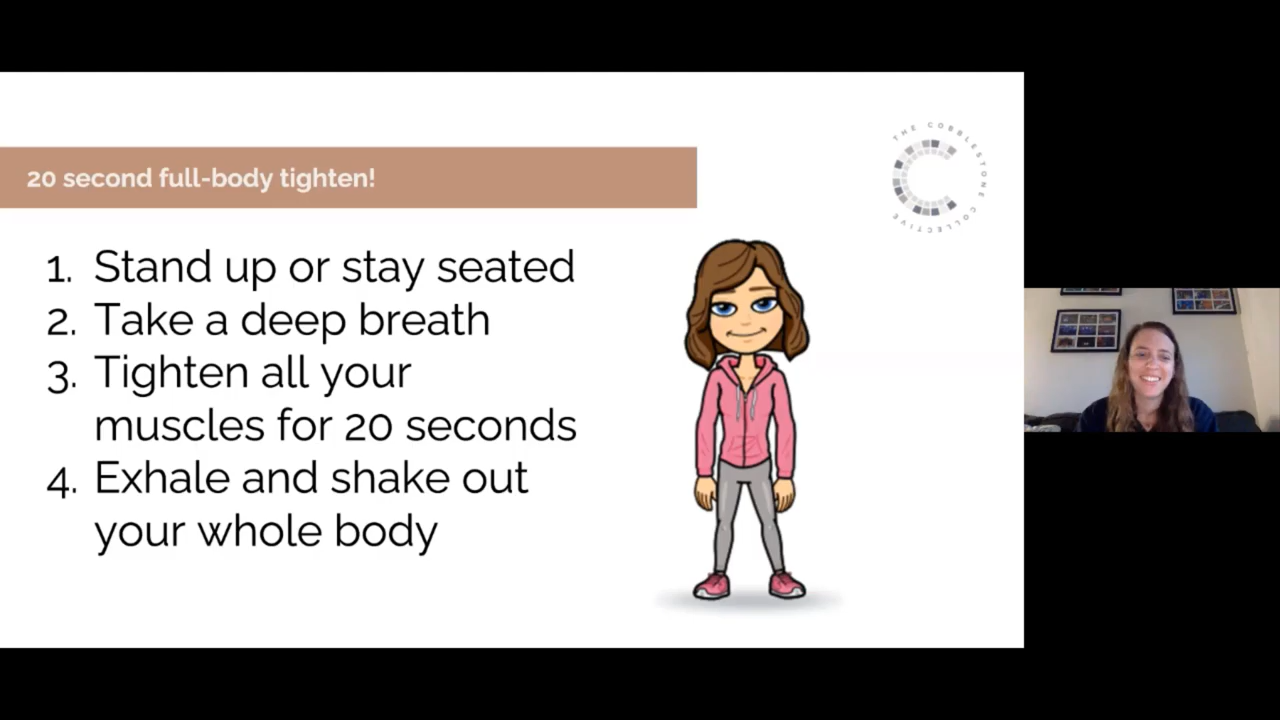 20 second full-body tighten!
THE COBBLESTONE COLLECTIVE
1. Stand up or stay seated
2. Take a deep breath
3. Tighten all your
muscles for 20 seconds
4. Exhale and shake out
your whole body